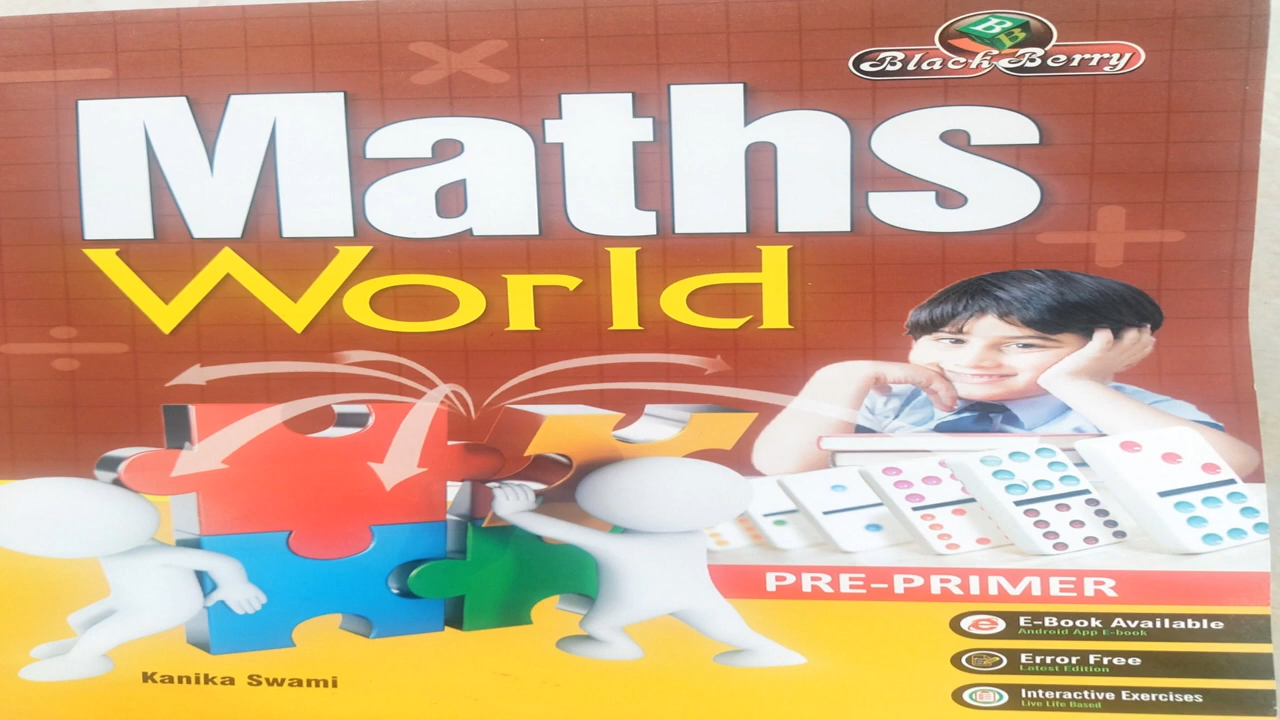 BB
Black Berry
Maths
World
PRE-PRIMER
E-Book Available
Android App E-book
Error Free
Latest Edition
Interactive Exercises
Live Life Based
Kanika Swami